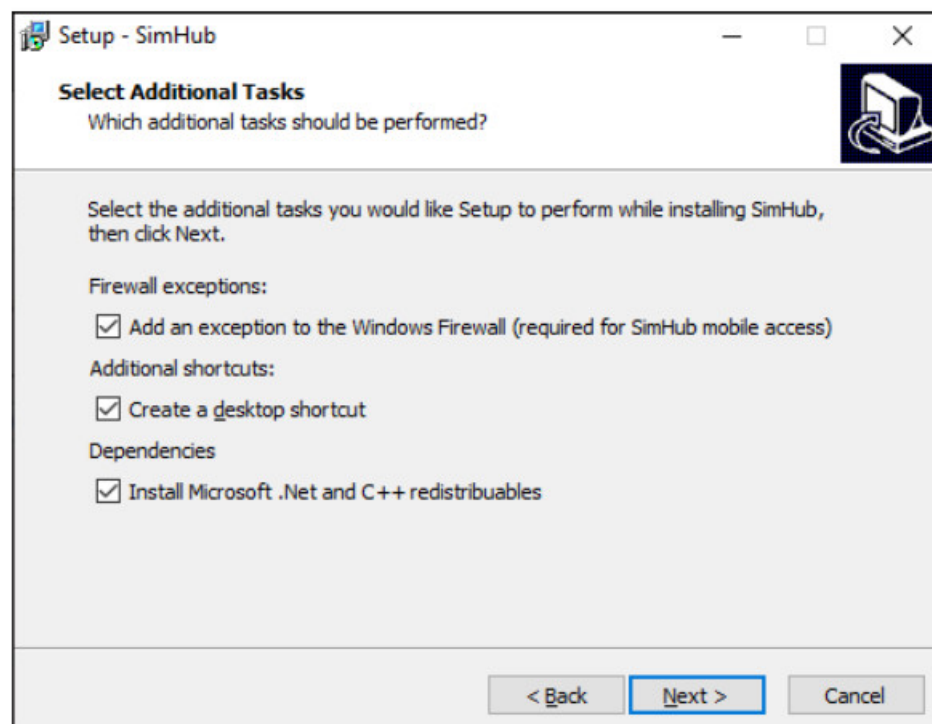 Setup - SimHub
Select Additional Tasks
Which additional tasks should be performed?
Select the additional tasks you would like Setup to perform while installing SimHub,
then click Next.
Firewall exceptions:
Add an exception to the Windows Firewall (required for SimHub mobile access)
Additional shortcuts:
Create a desktop shortcut
Dependencies
Install Microsoft .Net and C++ redistribuables
< Back Next > Cancel